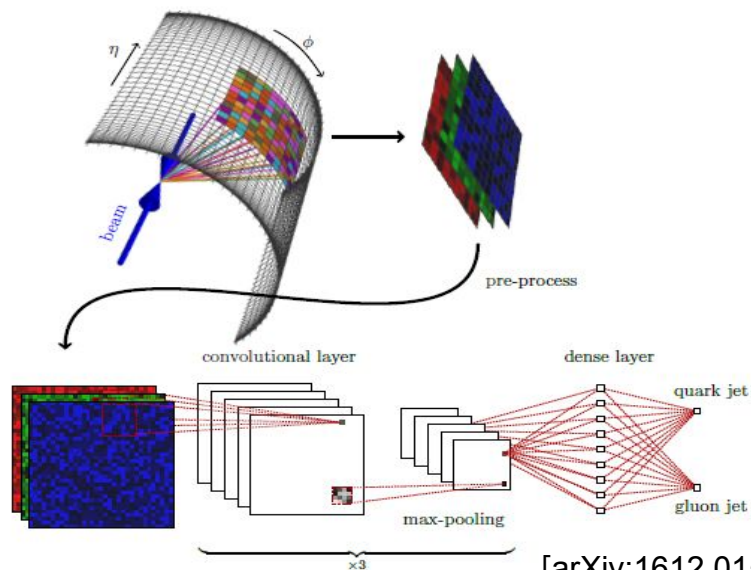 η
ϕ
beam
pre-process
convolutional layer
dense layer
quark jet
gluon jet
max-pooling
×3
[arXiv:1612.01